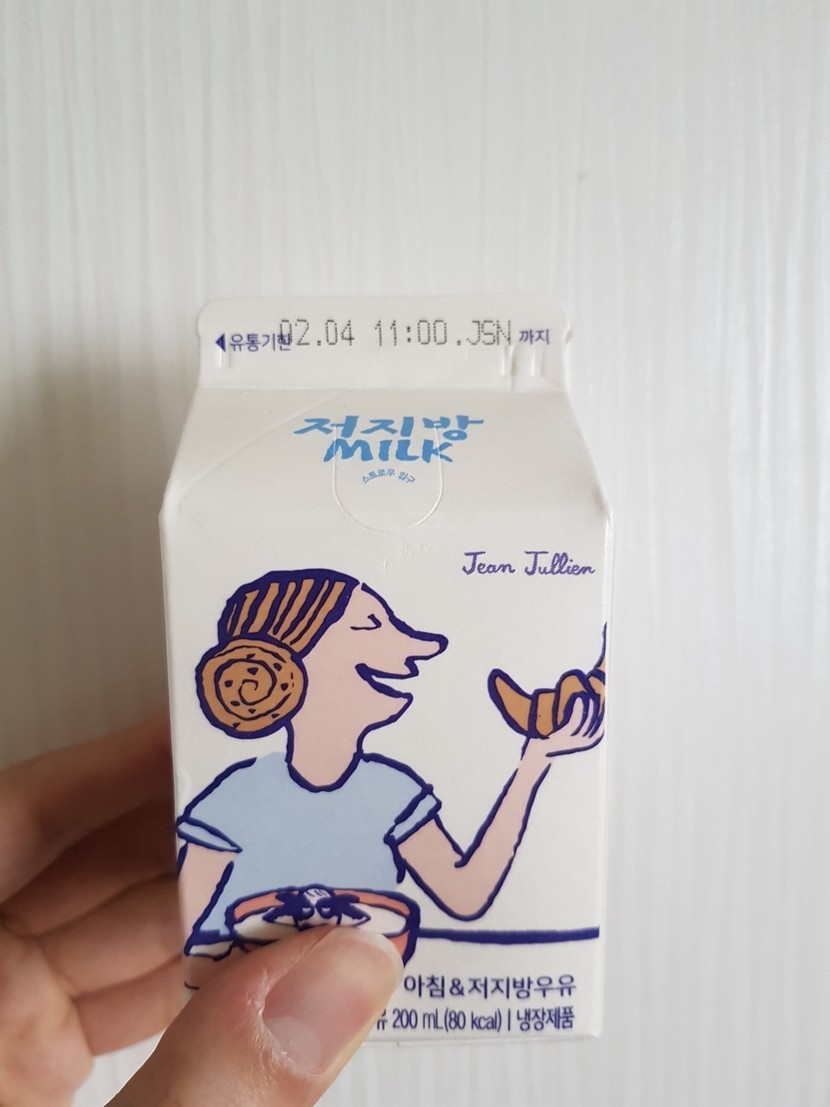 ◀유통기한 02.04 11:00.JSN 까지
저지방
MILK
스트로우 입구
Jean Jullien
아침&저지방우유
200 mL(80 kcal) | 냉장제품